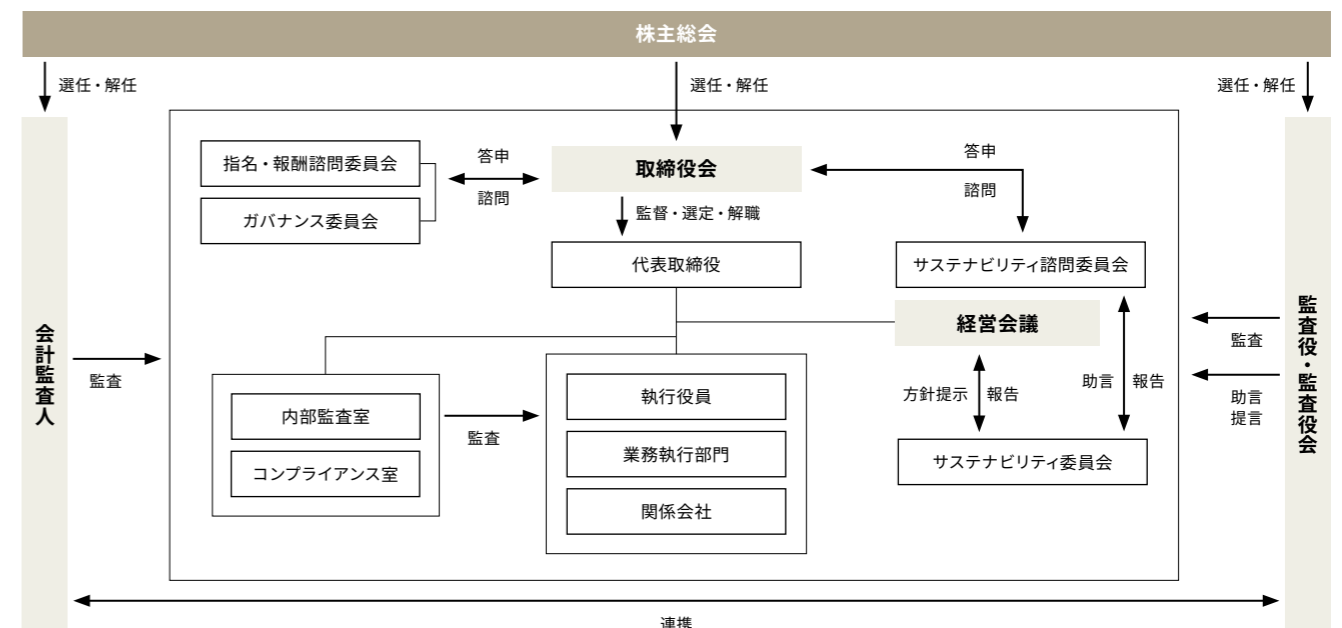 株主総会
選任・解任
選任・解任
選任・解任
指名・報酬諮問委員会
ガバナンス委員会
答申
諮問
取締役会
答申
諮問
監督・選定・解職
代表取締役
サステナビリティ諮問委員会
経営会議
会計監査人
監査
監査役・監査役会
監査
助言
提言
内部監査室
コンプライアンス室
監査
執行役員
業務執行部門
関係会社
方針提示
報告
助言
報告
サステナビリティ委員会
連携